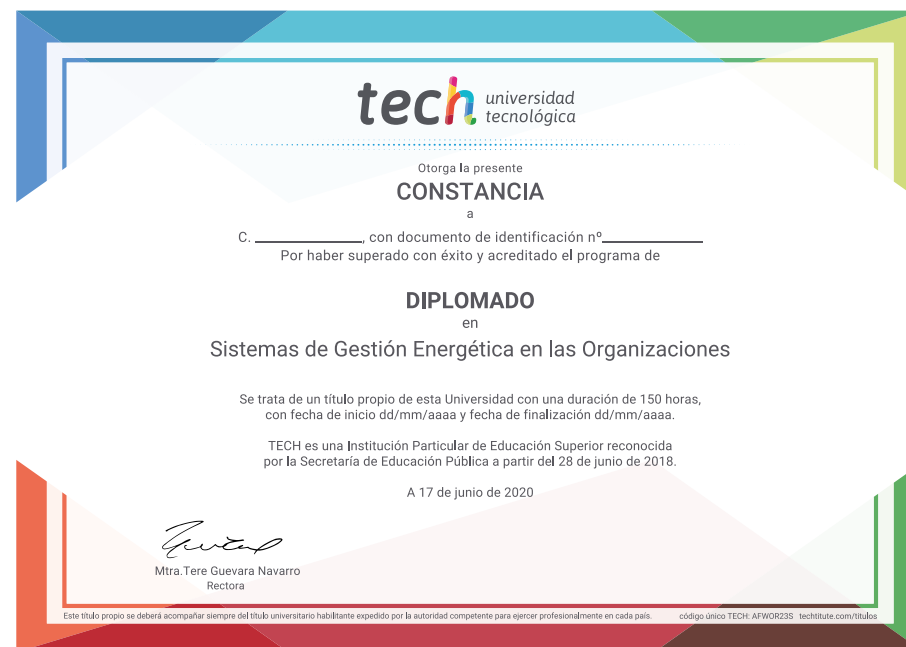 tech universidad
tecnológica
Otorga la presente
CONSTANCIA
a
C. ____________, con documento de identificación nº____________
Por haber superado con éxito y acreditado el programa de
DIPLOMADO
en
Sistemas de Gestión Energética en las Organizaciones
Se trata de un título propio de esta Universidad con una duración de 150 horas,
con fecha de inicio dd/mm/aaaa y fecha de finalización dd/mm/aaaa.
TECH es una Institución Particular de Educación Superior reconocida
por la Secretaría de Educación Pública a partir del 28 de junio de 2018.
A 17 de junio de 2020
Mtra.Tere Guevara Navarro
Rectora
Este título propio se deberá acompañar siempre del título universitario habilitante expedido por la autoridad competente para ejercer profesionalmente en cada país. código único TECH: AFWOR23S techtitute.com/titulos